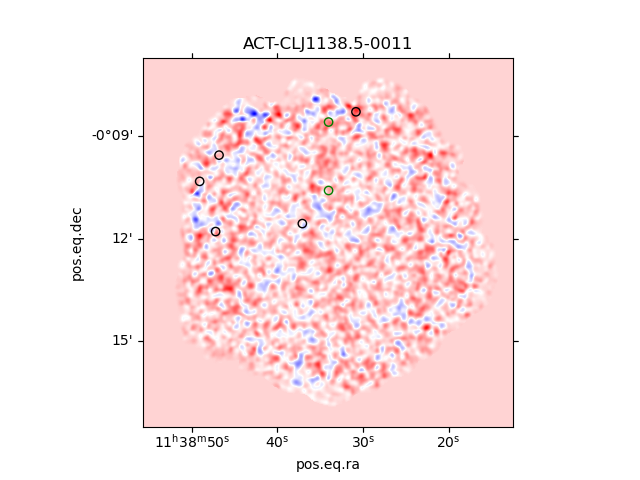 ACT-CLJ1138.5-0011
-0°09'
12'
15'
pos.eq.dec
11ʰ38ᵐ50ˢ 40ˢ 30ˢ 20ˢ
pos.eq.ra